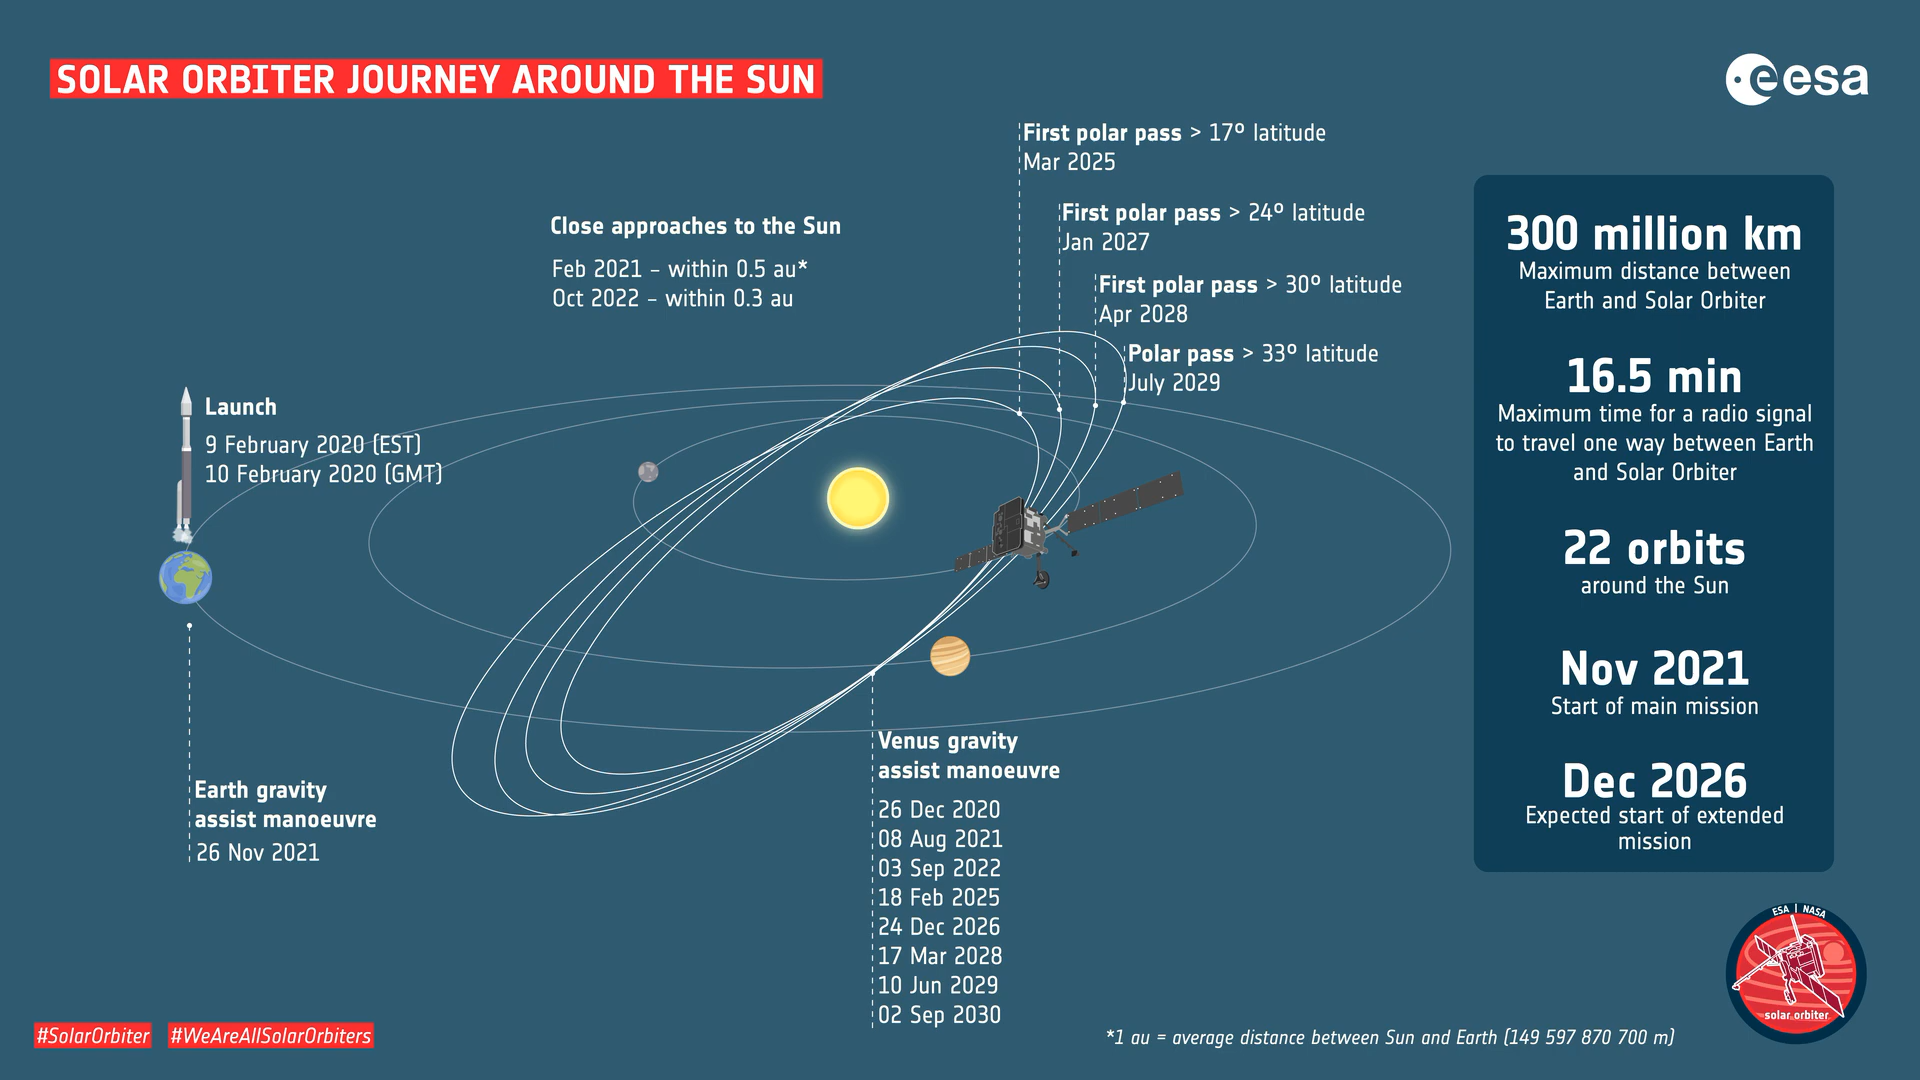 SOLAR ORBITER JOURNEY AROUND THE SUN
esa
First polar pass > 17º latitude
Mar 2025
First polar pass > 24º latitude
Jan 2027
First polar pass > 30º latitude
Apr 2028
Polar pass > 33º latitude
July 2029
Close approaches to the Sun
Feb 2021 – within 0.5 au*
Oct 2022 – within 0.3 au
Launch
9 February 2020 (EST)
10 February 2020 (GMT)
Earth gravity
assist manoeuvre
26 Nov 2021
Venus gravity
assist manoeuvre
26 Dec 2020
08 Aug 2021
03 Sep 2022
18 Feb 2025
24 Dec 2026
17 Mar 2028
10 Jun 2029
02 Sep 2030
300 million km
Maximum distance between
Earth and Solar Orbiter
16.5 min
Maximum time for a radio signal
to travel one way between Earth
and Solar Orbiter
22 orbits
around the Sun
Nov 2021
Start of main mission
Dec 2026
Expected start of extended
mission
ESA | NASA
solar orbiter
#SolarOrbiter #WeAreAllSolarOrbiters
*1 au = average distance between Sun and Earth (149 597 870 700 m)